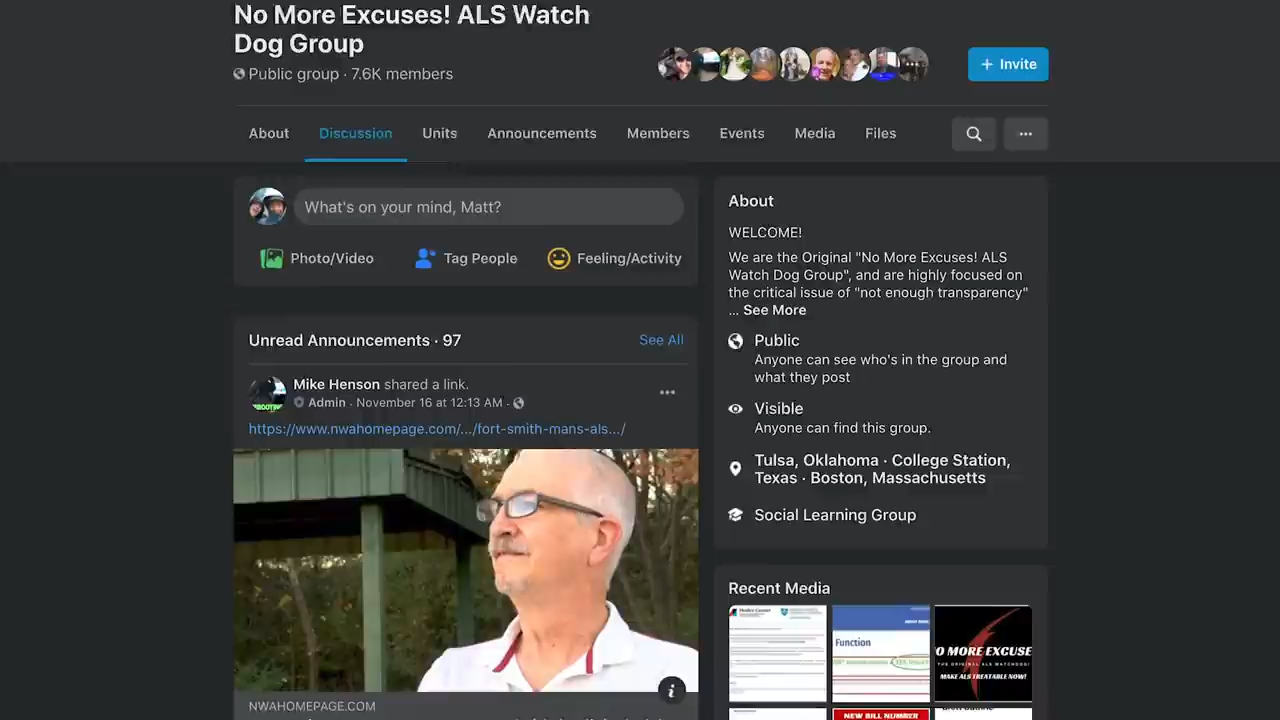 No More Excuses! ALS Watch
Dog Group
Public group · 7.6K members
+ Invite
About
Discussion
Units
Announcements
Members
Events
Media
Files
What's on your mind, Matt?
Photo/Video
Tag People
Feeling/Activity
Unread Announcements · 97
See All
Mike Henson shared a link.
Admin · November 16 at 12:13 AM ·
https://www.nwahomepage.com/.../fort-smith-mans-als.../
NWAHOMEPAGE.COM
About
WELCOME!
We are the Original "No More Excuses! ALS
Watch Dog Group", and are highly focused on
the critical issue of "not enough transparency"
... See More
Public
Anyone can see who's in the group and
what they post
Visible
Anyone can find this group.
Tulsa, Oklahoma · College Station,
Texas · Boston, Massachusetts
Social Learning Group
Recent Media
Function
O MORE EXCUSE
THE ORIGINAL ALS WATCHDOG!
MAKE ALS TREATABLE NOW!
NEW BILL NUMBER